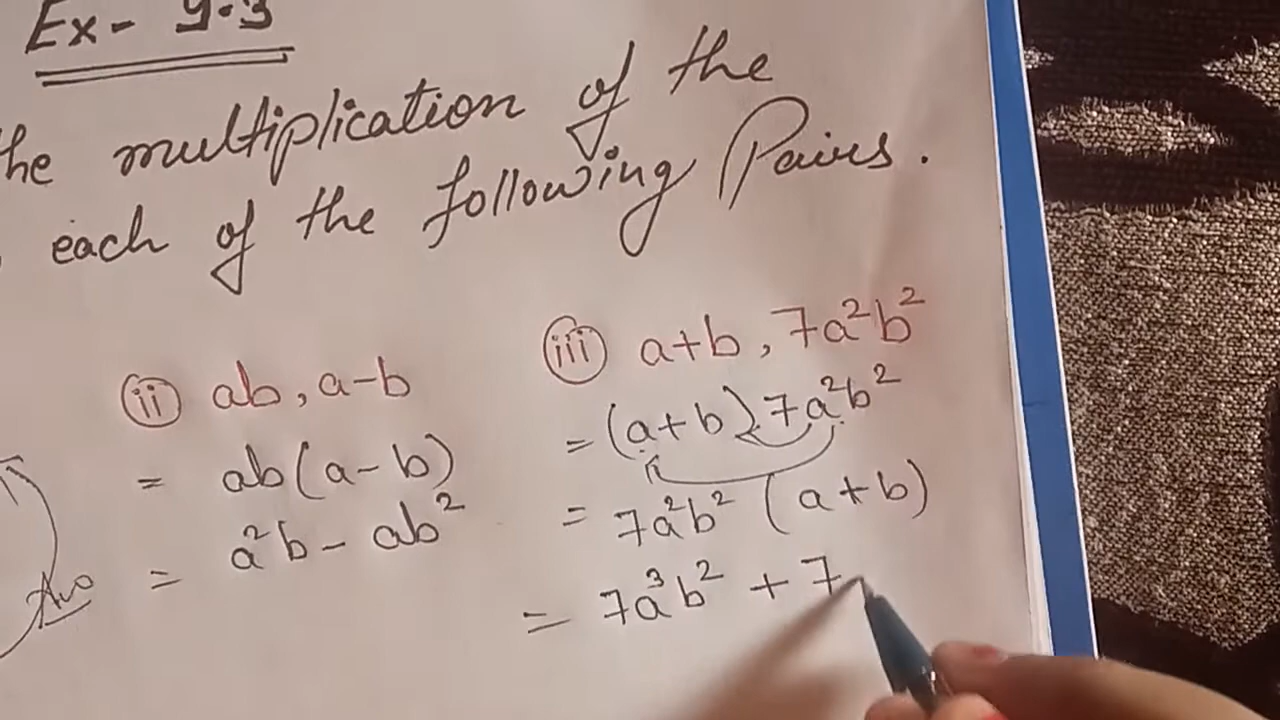 Ex - 9.3
the multiplication of the
each of the following Pairs.
(ii) ab, a-b
= ab(a-b)
= a²b - ab²
Ans
(iii) a+b, 7a²b²
= (a+b) 7a²b²
= 7a²b² (a+b)
= 7a³b² + 7